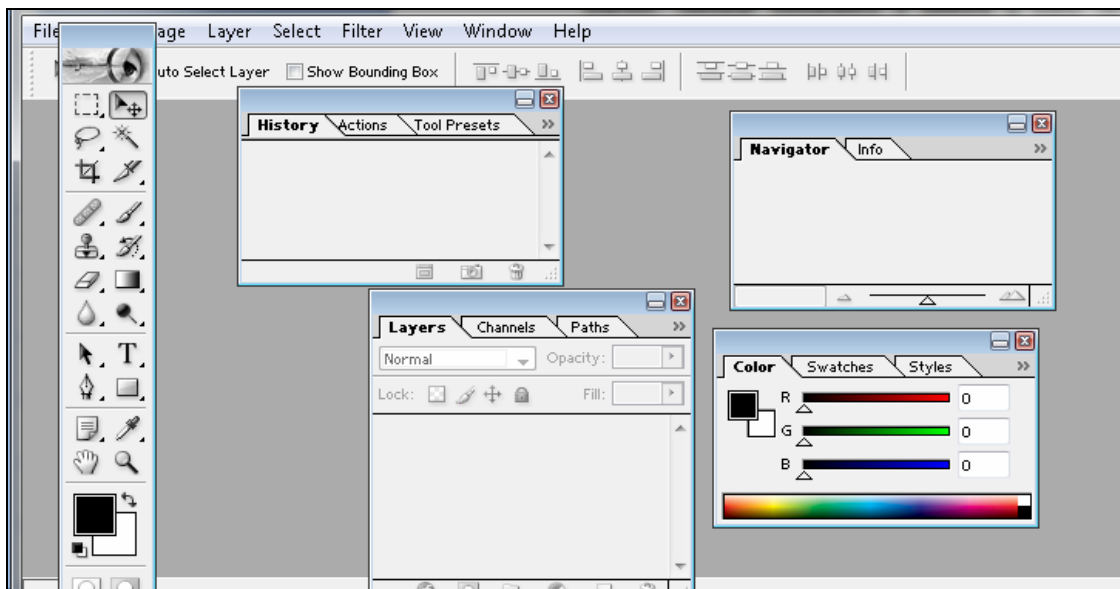 File age Layer Select Filter View Window Help
uto Select Layer Show Bounding Box
History Actions Tool Presets
Navigator Info
Layers Channels Paths
Normal Opacity:
Lock: Fill:
Color Swatches Styles
R 0
G 0
B 0
T